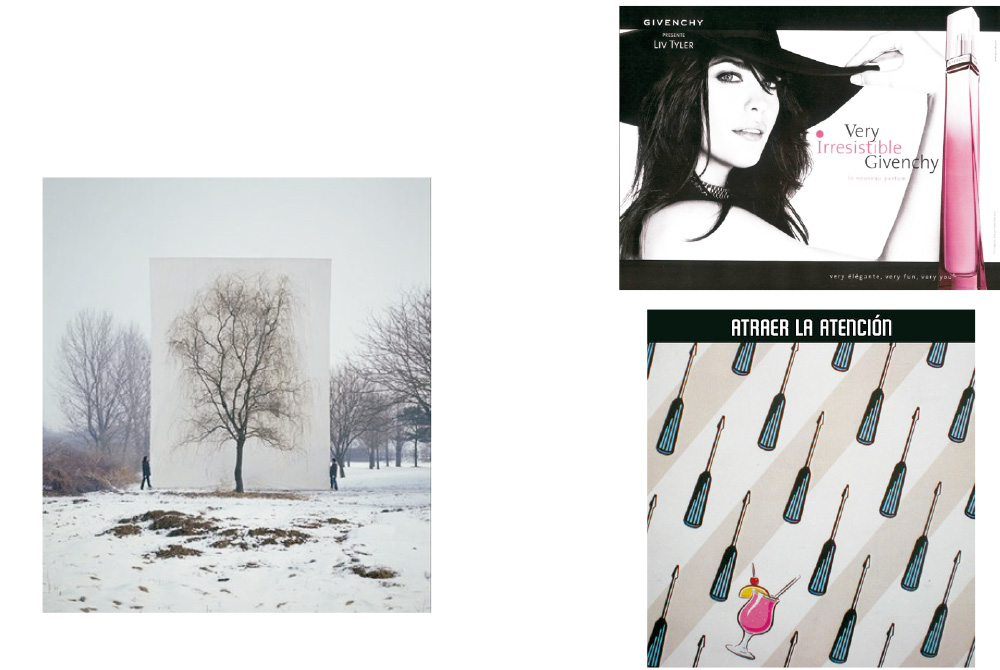 GIVENCHY
PRESENTE
LIV TYLER
Very
Irresistible
Givenchy
le nouveau parfum
very élégante, very fun, very you
ATRAER LA ATENCIÓN